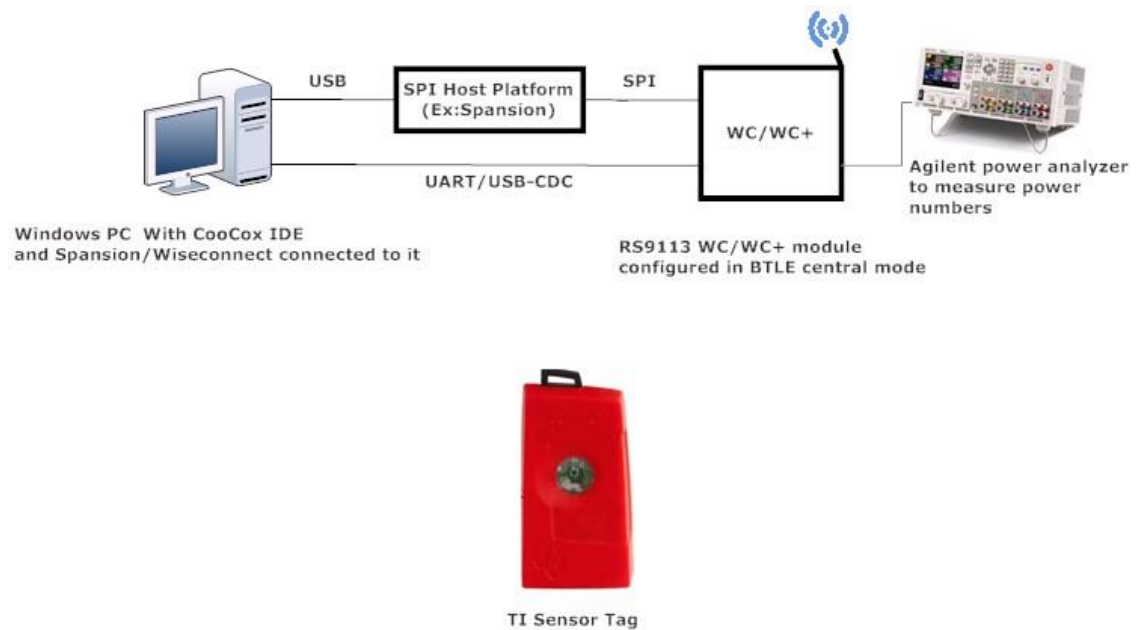 USB
SPI Host Platform
(Ex:Spansion)
SPI
WC/WC+
UART/USB-CDC
Agilent power analyzer
to measure power
numbers
Windows PC  With CooCox IDE
and Spansion/Wiseconnect connected to it
RS9113 WC/WC+ module
configured in BTLE central mode
TI Sensor Tag